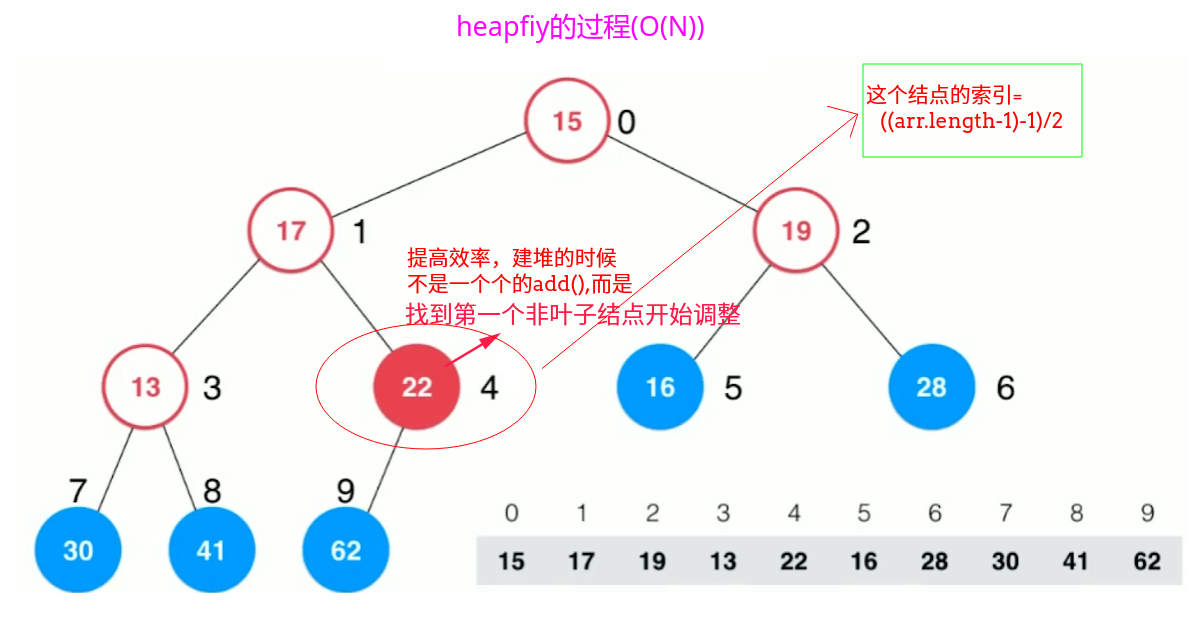 heapfiy的过程(O(N))
这个结点的索引=
((arr.length-1)-1)/2
15 0
17 1
19 2
提高效率，建堆的时候
不是一个个的add(),而是
找到第一个非叶子结点开始调整
13 3
22 4
16 5
28 6
7 8 9
30 41 62
0 1 2 3 4 5 6 7 8 9
15 17 19 13 22 16 28 30 41 62